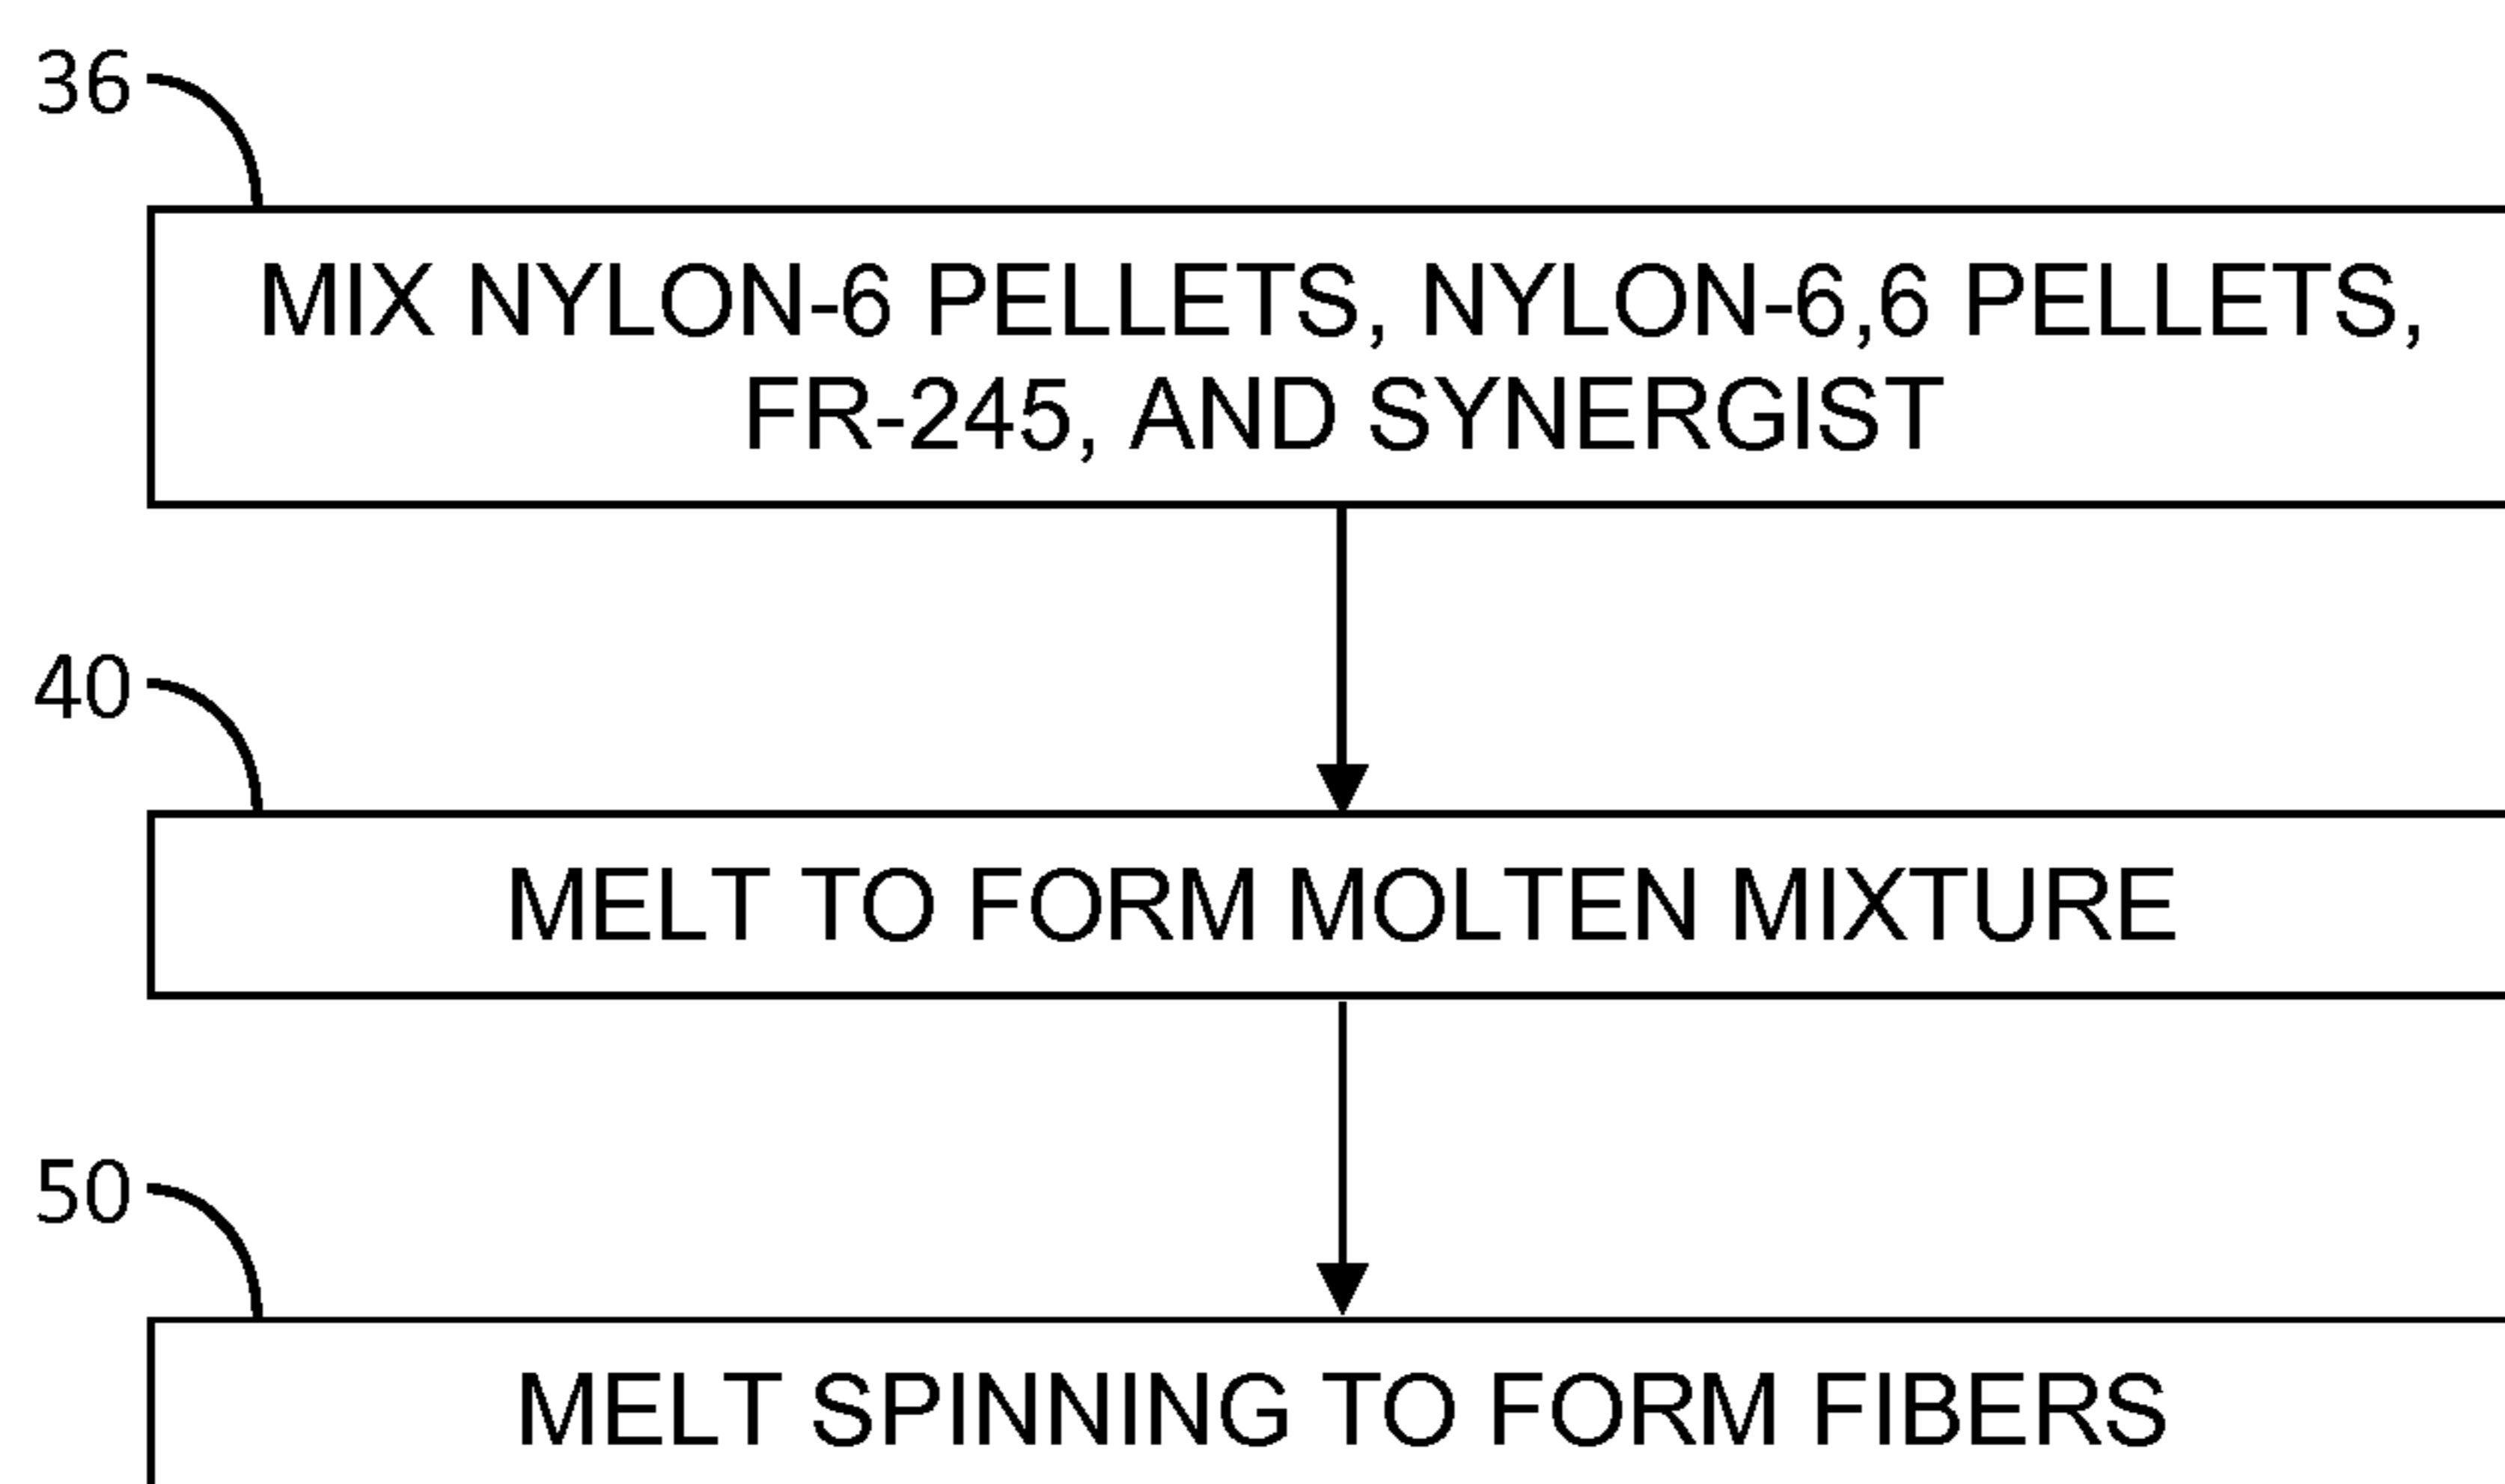 36
MIX NYLON-6 PELLETS, NYLON-6,6 PELLETS,
FR-245, AND SYNERGIST
40
MELT TO FORM MOLTEN MIXTURE
50
MELT SPINNING TO FORM FIBERS